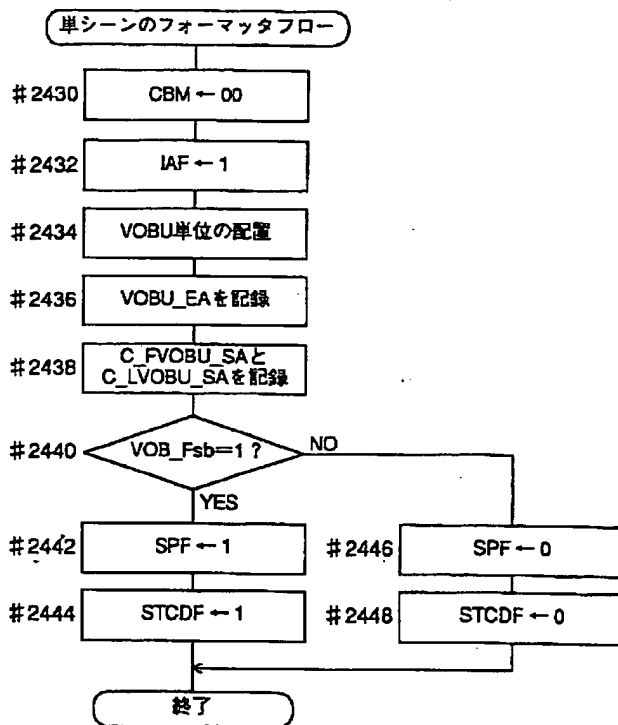 単シーンのフォーマッタフロー
#2430
CBM ← 00
#2432
IAF ← 1
#2434
VOBU単位の配置
#2436
VOBU_EAを記録
#2438
C_FVOBU_SAと
C_LVOBU_SAを記録
#2440
VOB_Fsb=1 ?
NO
YES
#2442
SPF ← 1
#2446
SPF ← 0
#2444
STCDF ← 1
#2448
STCDF ← 0
終了